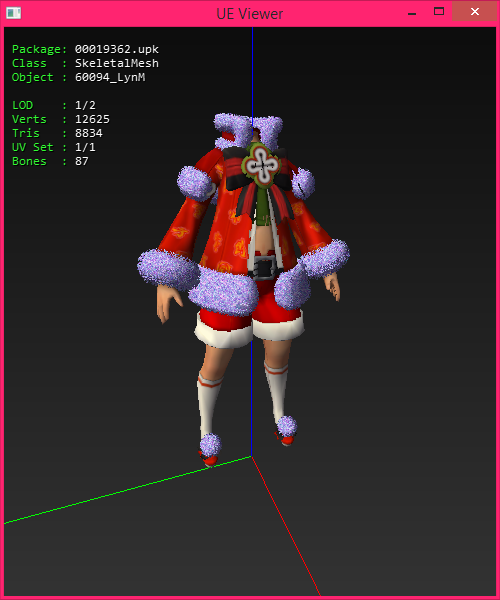 UE Viewer
Package: 00019362.upk
Class : SkeletalMesh
Object : 60094_LynM
LOD : 1/2
Verts : 12625
Tris : 8834
UV Set : 1/1
Bones : 87